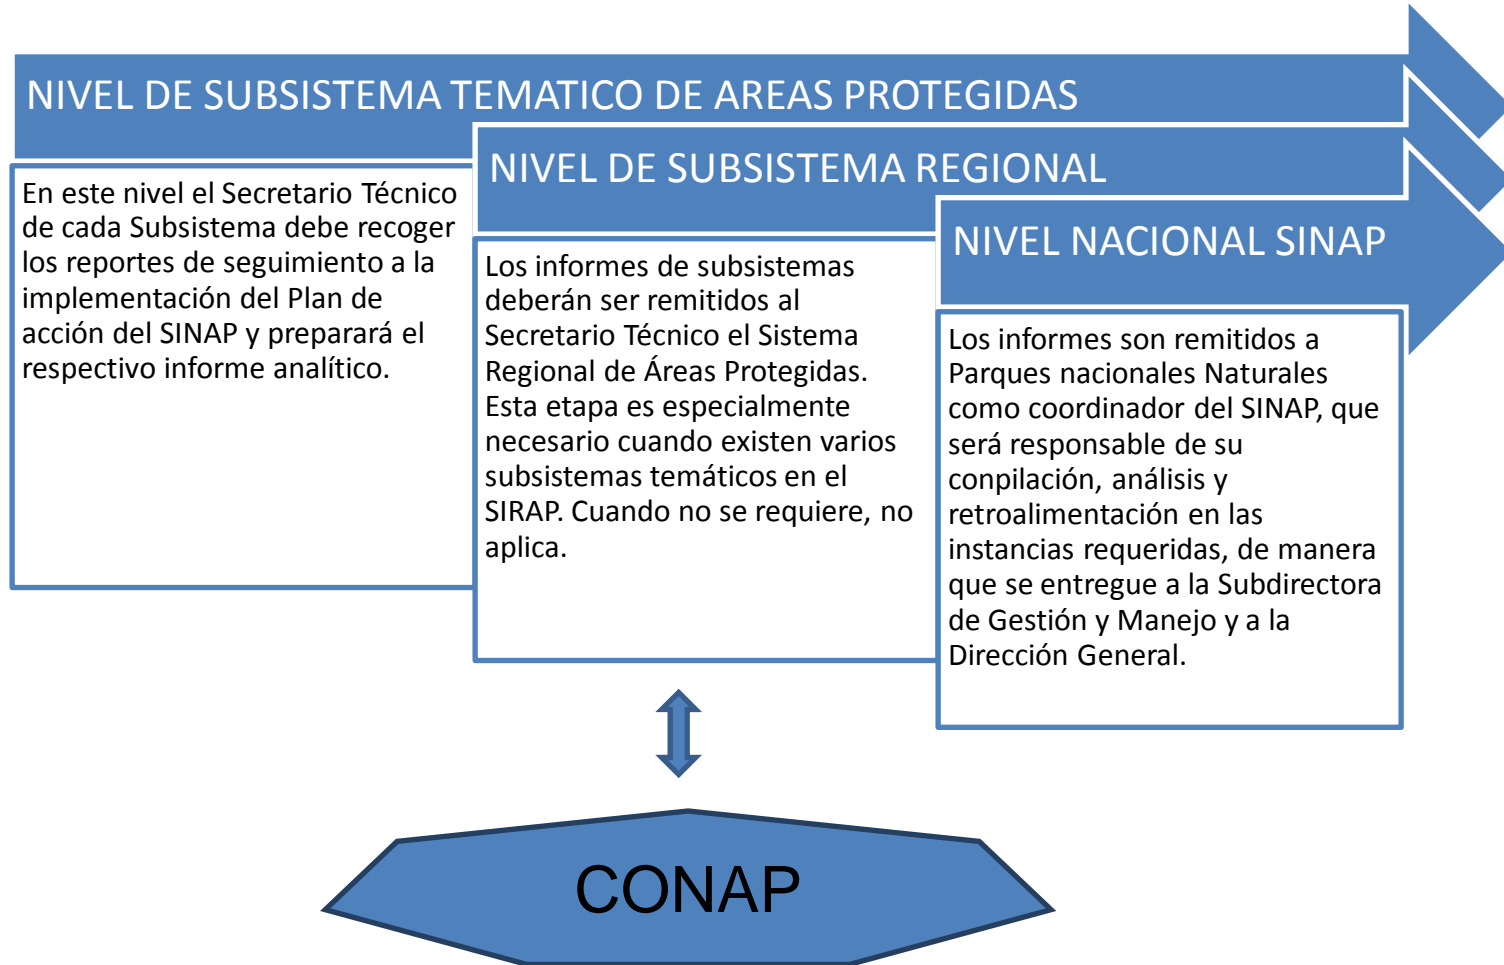 NIVEL DE SUBSISTEMA TEMATICO DE AREAS PROTEGIDAS
En este nivel el Secretario Técnico
de cada Subsistema debe recoger
los reportes de seguimiento a la
implementación del Plan de
acción del SINAP y preparará el
respectivo informe analítico.
NIVEL DE SUBSISTEMA REGIONAL
Los informes de subsistemas
deberán ser remitidos al
Secretario Técnico el Sistema
Regional de Áreas Protegidas.
Esta etapa es especialmente
necesario cuando existen varios
subsistemas temáticos en el
SIRAP. Cuando no se requiere, no
aplica.
NIVEL NACIONAL SINAP
Los informes son remitidos a
Parques nacionales Naturales
como coordinador del SINAP, que
será responsable de su
conpilación, análisis y
retroalimentación en las
instancias requeridas, de manera
que se entregue a la Subdirectora
de Gestión y Manejo y a la
Dirección General.
CONAP